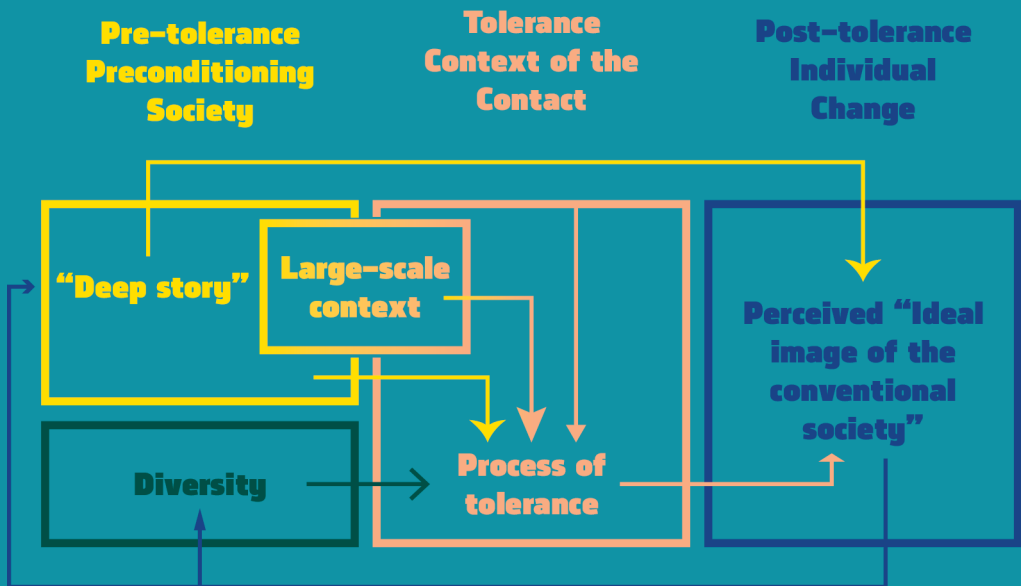 Pre-tolerance
Preconditioning
Society
Tolerance
Context of the
Contact
Post-tolerance
Individual
Change
“Deep story”
Large-scale
context
Perceived “Ideal
image of the
conventional
society”
Diversity
Process of
tolerance